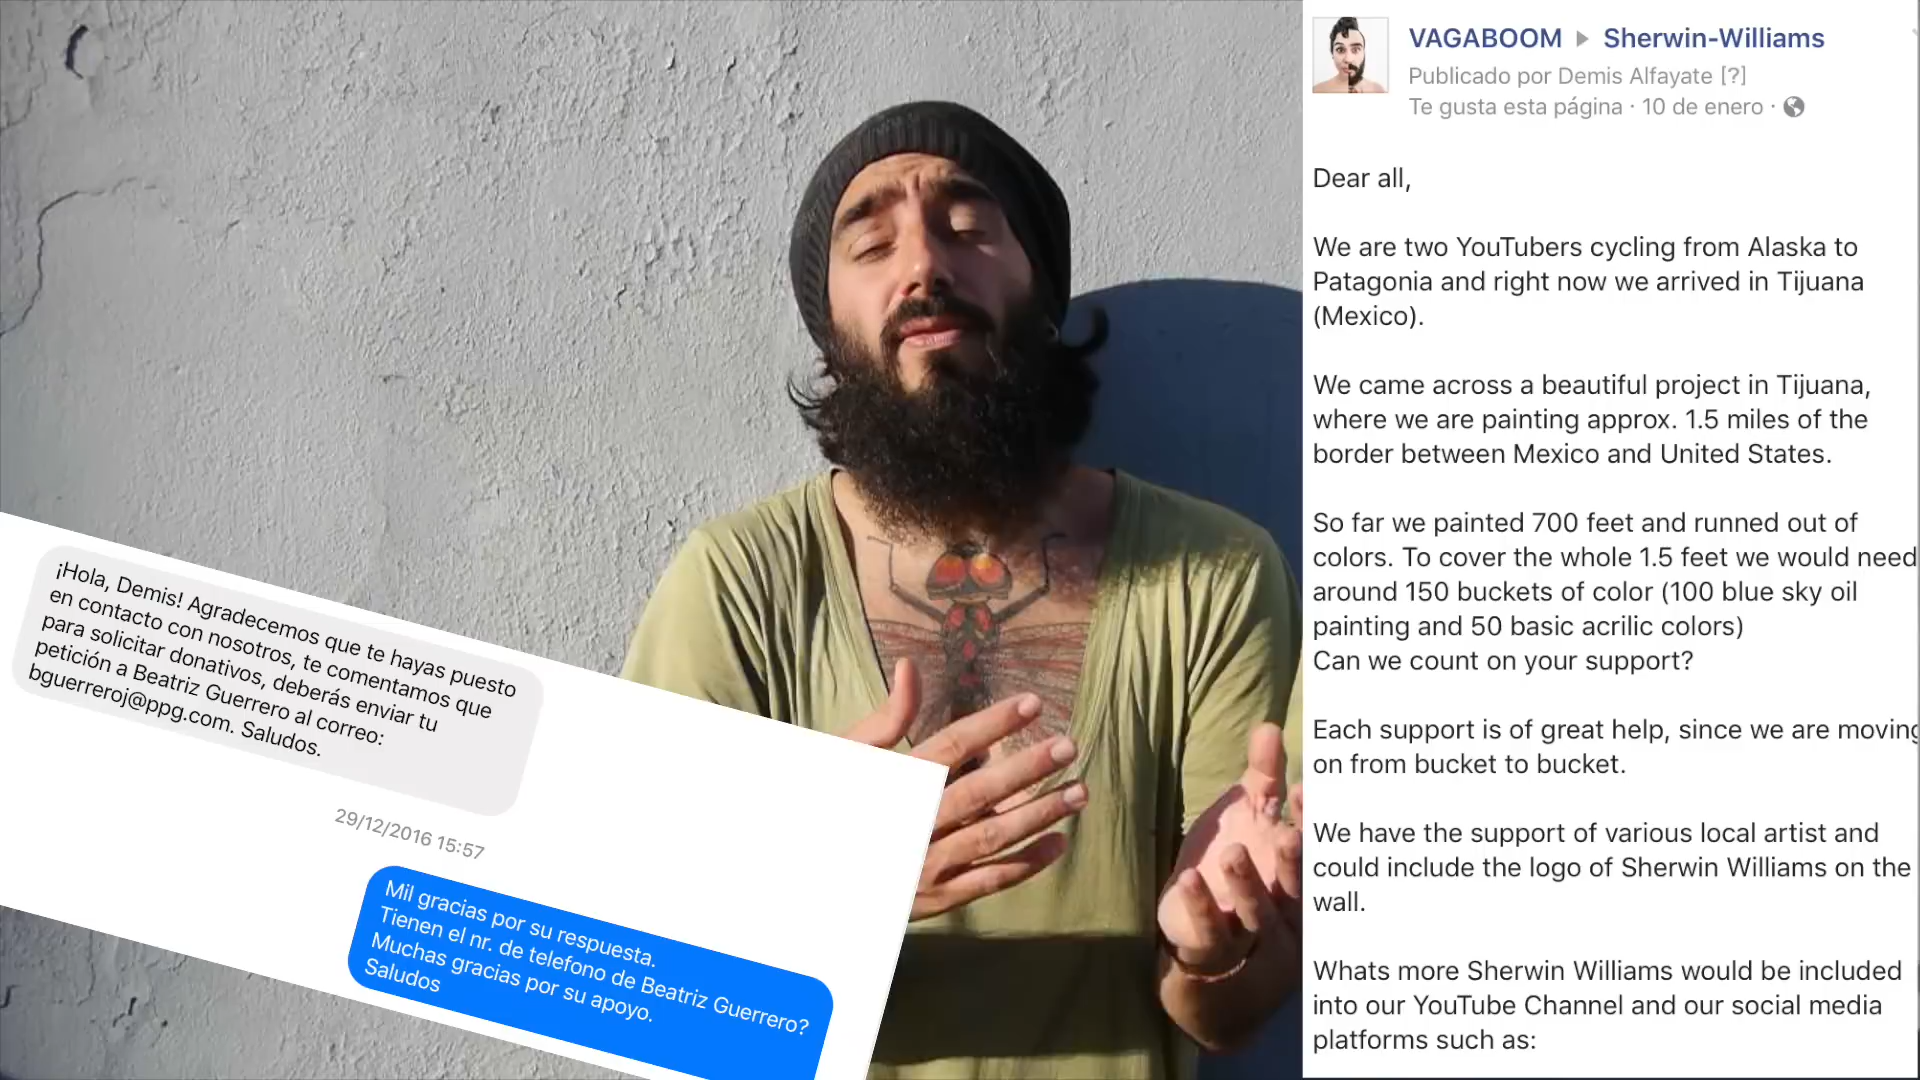 ¡Hola, Demis! Agradecemos que te hayas puesto
en contacto con nosotros, te comentamos que
para solicitar donativos, deberás enviar tu
petición a Beatriz Guerrero al correo:
bguerreroj@ppg.com. Saludos.
29/12/2016 15:57
Mil gracias por su respuesta.
Tienen el nr. de telefono de Beatriz Guerrero?
Muchas gracias por su apoyo.
Saludos
VAGABOOM ▸ Sherwin-Williams
Publicado por Demis Alfayate [?]
Te gusta esta página · 10 de enero ·
Dear all,
We are two YouTubers cycling from Alaska to
Patagonia and right now we arrived in Tijuana
(Mexico).
We came across a beautiful project in Tijuana,
where we are painting approx. 1.5 miles of the
border between Mexico and United States.
So far we painted 700 feet and runned out of
colors. To cover the whole 1.5 feet we would need
around 150 buckets of color (100 blue sky oil
painting and 50 basic acrilic colors)
Can we count on your support?
Each support is of great help, since we are moving
on from bucket to bucket.
We have the support of various local artist and
could include the logo of Sherwin Williams on the
wall.
Whats more Sherwin Williams would be included
into our YouTube Channel and our social media
platforms such as: